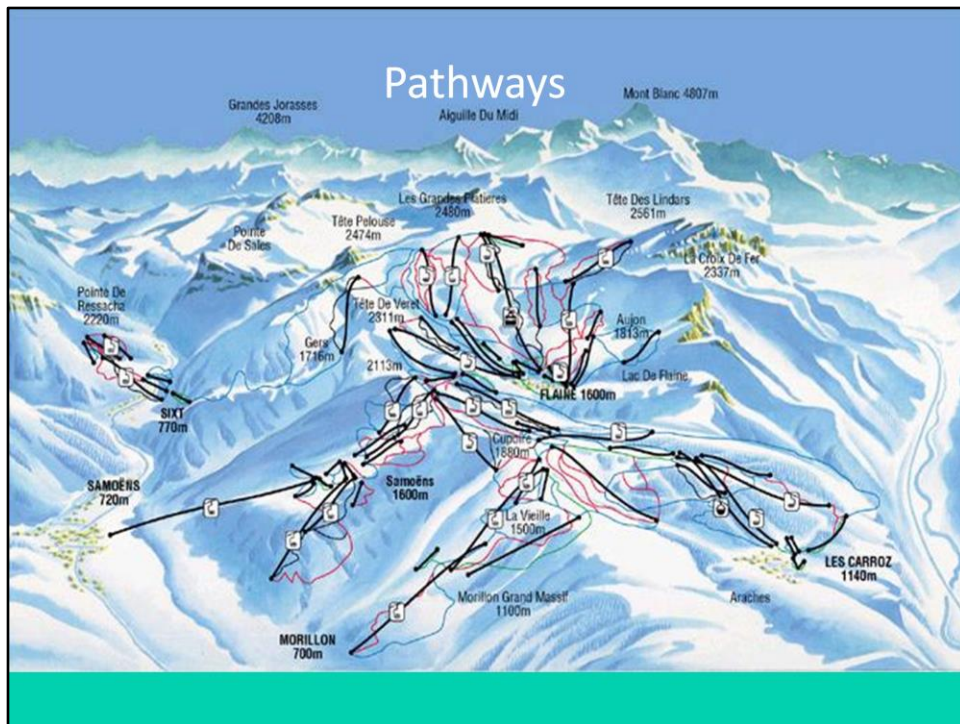 Pathways
Grandes Jorasses
4208m
Aiguille Du Midi
Mont Blanc 4807m
Les Grandes Platieres
2480m
Tête Des Lindars
2561m
Tête Pelouse
2474m
Pointe
De Sales
La Croix De Fer
2337m
Pointe De
Ressacha
2220m
Tête De Veret
2311m
Aujon
1813m
Gers
1716m
2113m
Lac De Flaine
FLAINE 1600m
SIXT
770m
Cupoire
1880m
SAMOËNS
720m
Samoëns
1600m
La Vieille
1500m
LES CARROZ
1140m
Morillon Grand Massif
1100m
Araches
MORILLON
700m